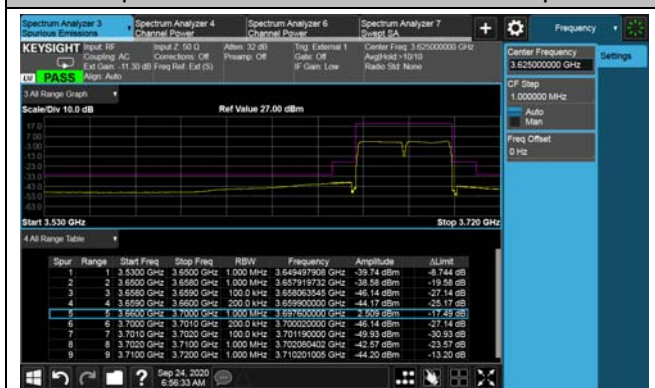 Spectrum Analyzer 3
Spurious Emissions
Spectrum Analyzer 4
Channel Power
Spectrum Analyzer 6
Channel Power
Spectrum Analyzer 7
Swept SA
Frequency
KEYSIGHT Input: RF Input Z: 50 Ω Atten: 32 dB Trig: External 1 Center Freq: 3.625000000 GHz
Coupling: AC Corrections: Off Preamp: Off Gate: Off Avg|Hold:>10/10
Ext Gain: -11.30 dB Freq Ref: Ext (S) IF Gain: Low Radio Std: None
Align: Auto
PASS
Center Frequency
3.625000000 GHz
Settings
CF Step
1.000000 MHz
Auto
Man
Freq Offset
0 Hz
3 All Range Graph
Scale/Div 10.0 dB Ref Value 27.00 dBm
17.0
7.00
-3.00
-13.0
-23.0
-33.0
-43.0
-53.0
-63.0
Start 3.530 GHz Stop 3.720 GHz
4 All Range Table
Spur Range Start Freq Stop Freq RBW Frequency Amplitude ΔLimit
1 1 3.5300 GHz 3.6500 GHz 1.000 MHz 3.649497908 GHz -39.74 dBm -8.744 dB
2 2 3.6500 GHz 3.6580 GHz 1.000 MHz 3.657919732 GHz -38.58 dBm -19.58 dB
3 3 3.6580 GHz 3.6590 GHz 100.0 kHz 3.658063545 GHz -46.14 dBm -27.14 dB
4 4 3.6590 GHz 3.6600 GHz 200.0 kHz 3.659900000 GHz -44.17 dBm -25.17 dB
5 5 3.6600 GHz 3.7000 GHz 1.000 MHz 3.697600000 GHz 2.509 dBm -17.49 dB
6 6 3.7000 GHz 3.7010 GHz 200.0 kHz 3.700020000 GHz -46.14 dBm -27.14 dB
7 7 3.7010 GHz 3.7020 GHz 100.0 kHz 3.701190000 GHz -49.93 dBm -30.93 dB
8 8 3.7020 GHz 3.7100 GHz 1.000 MHz 3.702080402 GHz -42.57 dBm -23.57 dB
9 9 3.7100 GHz 3.7200 GHz 1.000 MHz 3.710201005 GHz -44.20 dBm -13.20 dB
Sep 24, 2020
6:56:33 AM